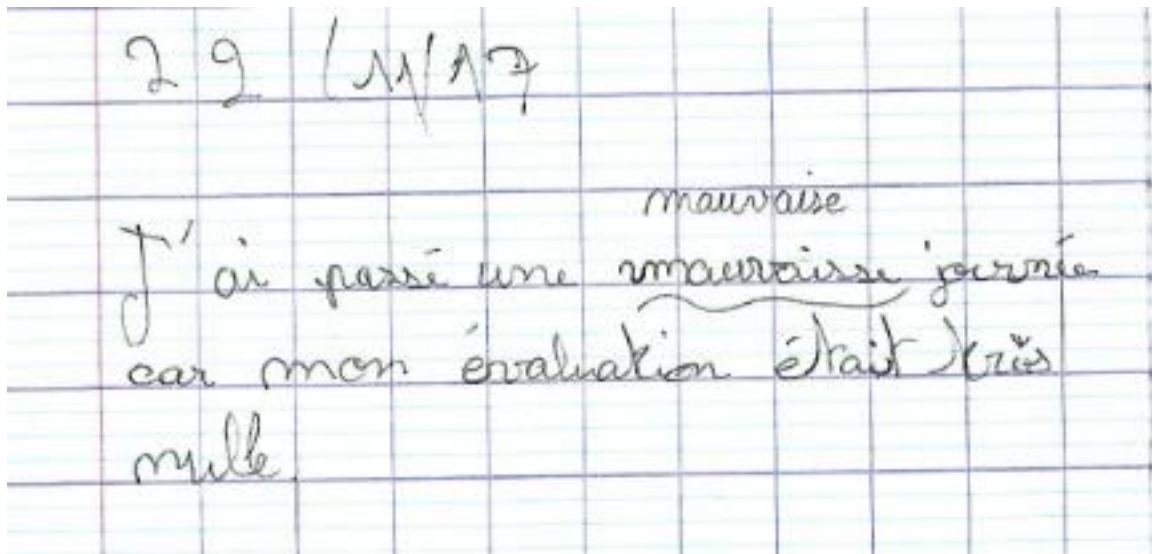 29/11/17
mauvaise
J'ai passé une mauvaisse journée
car mon évaluation était très
nulle.